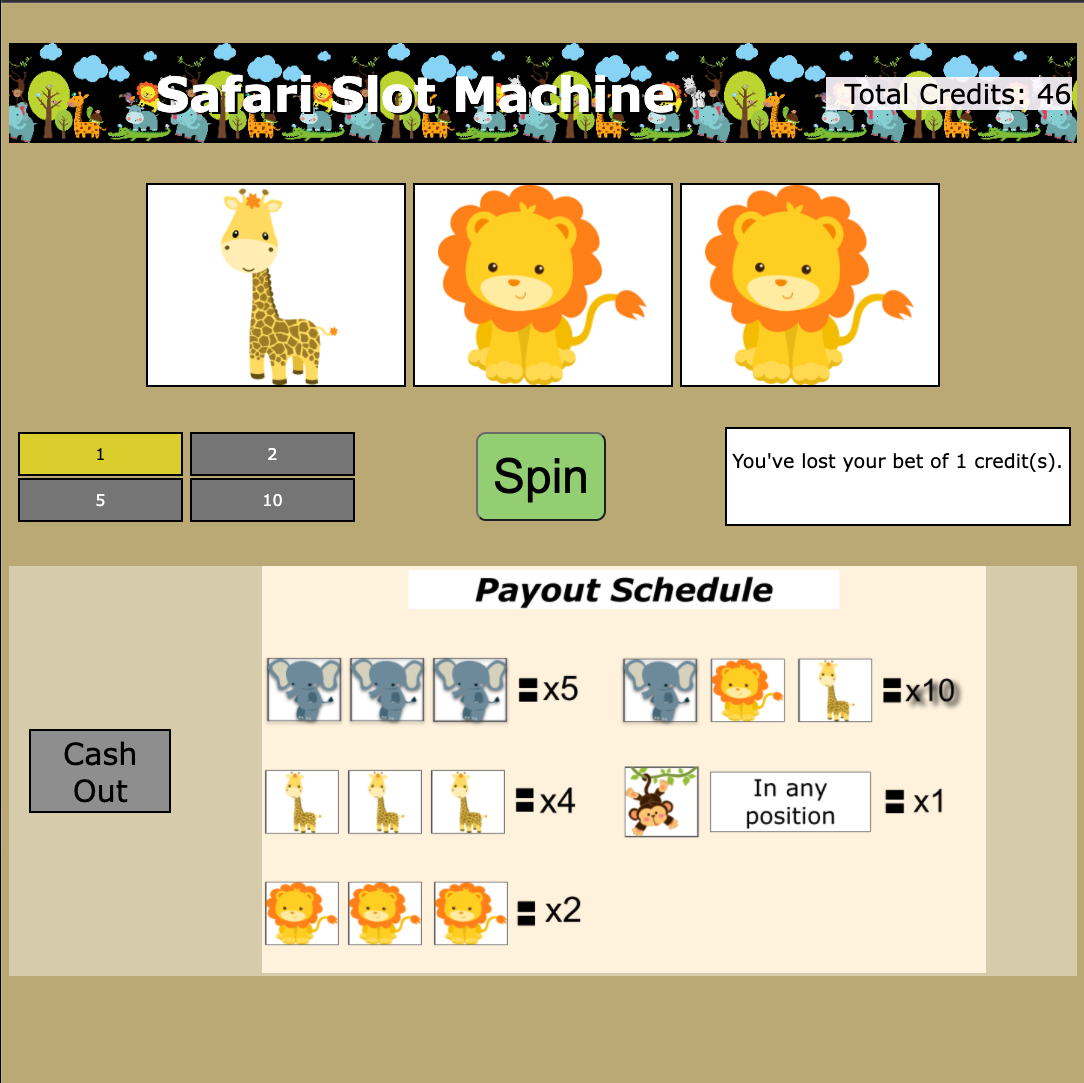 Safari Slot Machine
Total Credits: 46
1
2
5
10
Spin
You've lost your bet of 1 credit(s).
Cash
Out
Payout Schedule
=x5
=x10
=x4
In any
position
=x1
=x2